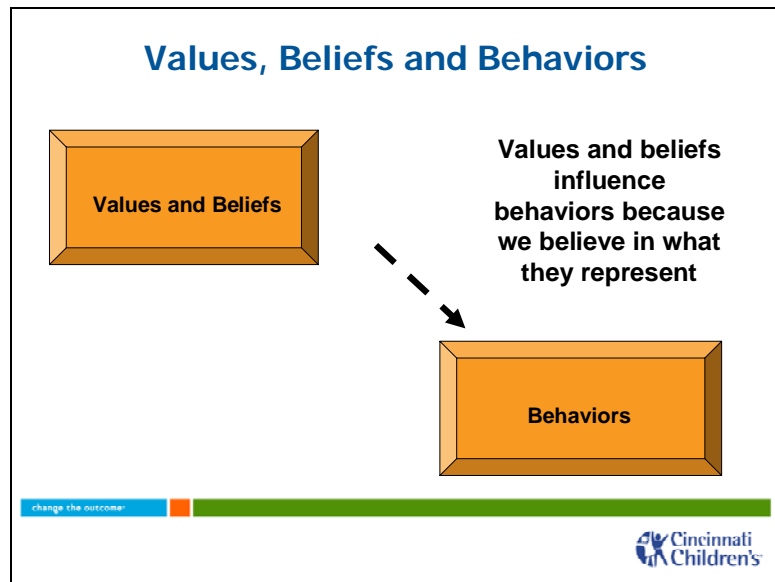 Values, Beliefs and Behaviors
Values and Beliefs
Values and beliefs
influence
behaviors because
we believe in what
they represent
Behaviors
change the outcome
Cincinnati
Children's